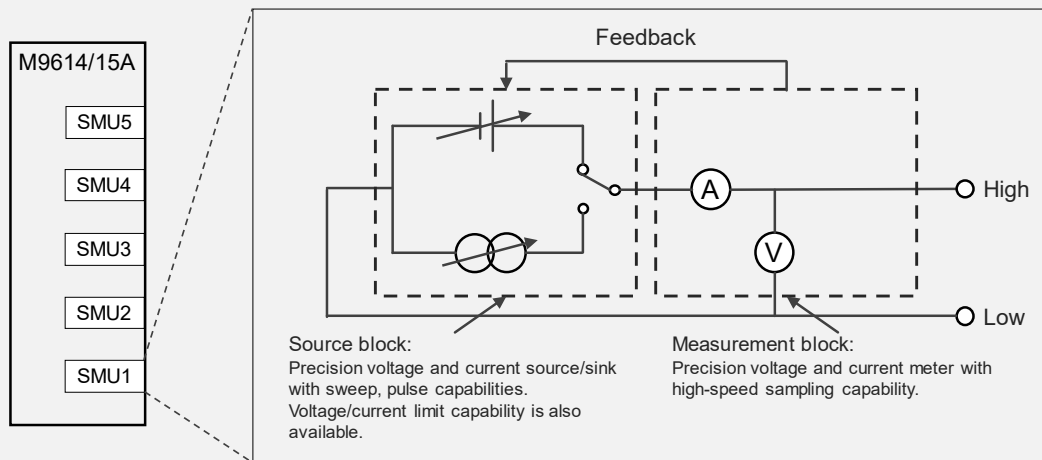 M9614/15A
SMU5
SMU4
SMU3
SMU2
SMU1
Feedback
A
V
High
Low
Source block:
Precision voltage and current source/sink
with sweep, pulse capabilities.
Voltage/current limit capability is also
available.
Measurement block:
Precision voltage and current meter with
high-speed sampling capability.